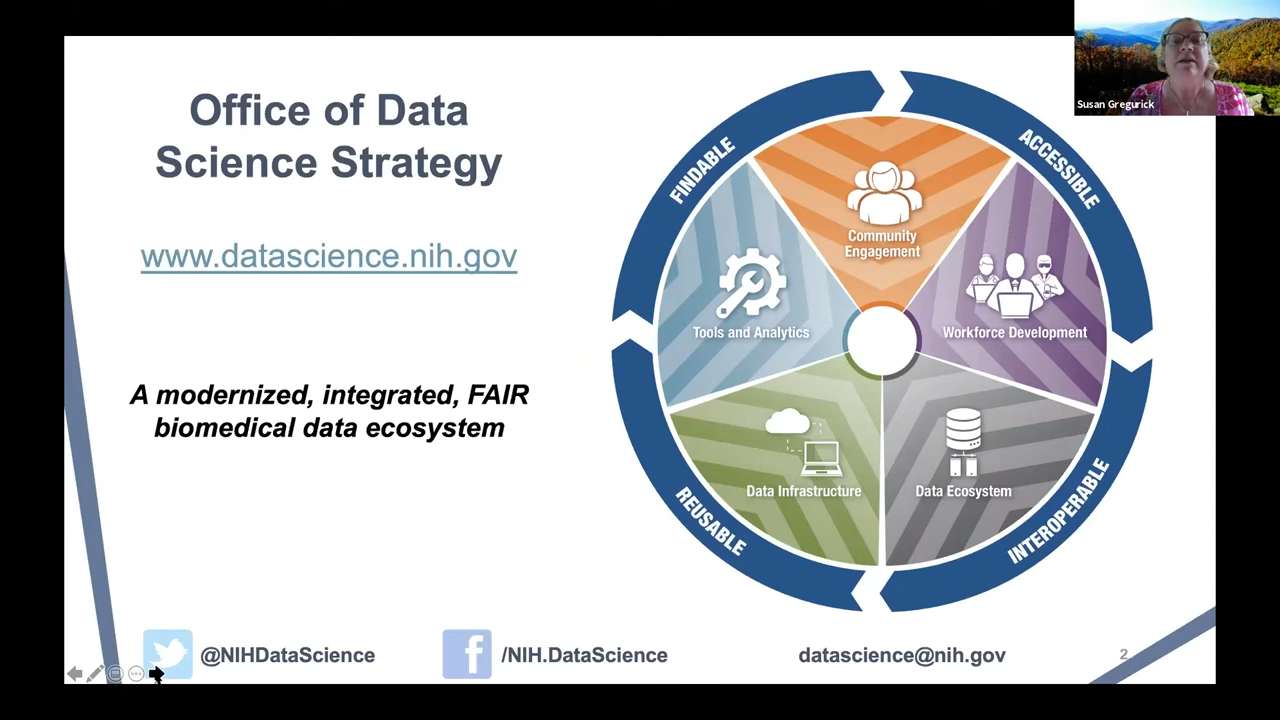 Office of Data
Science Strategy
www.datascience.nih.gov
A modernized, integrated, FAIR
biomedical data ecosystem
FINDABLE
ACCESSIBLE
INTEROPERABLE
REUSABLE
Community
Engagement
Tools and Analytics
Workforce Development
Data Infrastructure
Data Ecosystem
@NIHDataScience
/NIH.DataScience
datascience@nih.gov
2
Susan Gregurick